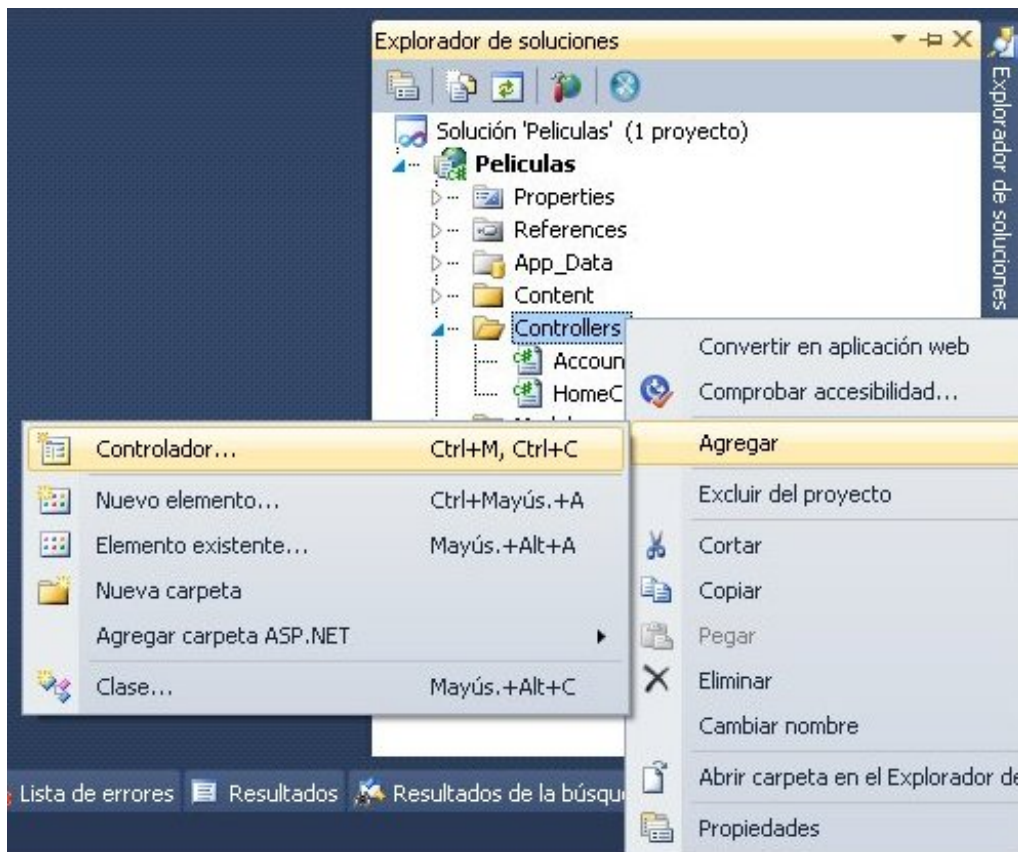 Explorador de soluciones
Explorador de soluciones
Solución 'Peliculas' (1 proyecto)
Peliculas
Properties
References
App_Data
Content
Controllers
Accoun
HomeC
Convertir en aplicación web
Comprobar accesibilidad...
Agregar
Excluir del proyecto
Cortar
Copiar
Pegar
Eliminar
Cambiar nombre
Abrir carpeta en el Explorador de
Propiedades
Controlador... Ctrl+M, Ctrl+C
Nuevo elemento... Ctrl+Mayús.+A
Elemento existente... Mayús.+Alt+A
Nueva carpeta
Agregar carpeta ASP.NET
Clase... Mayús.+Alt+C
Lista de errores Resultados Resultados de la búsqu